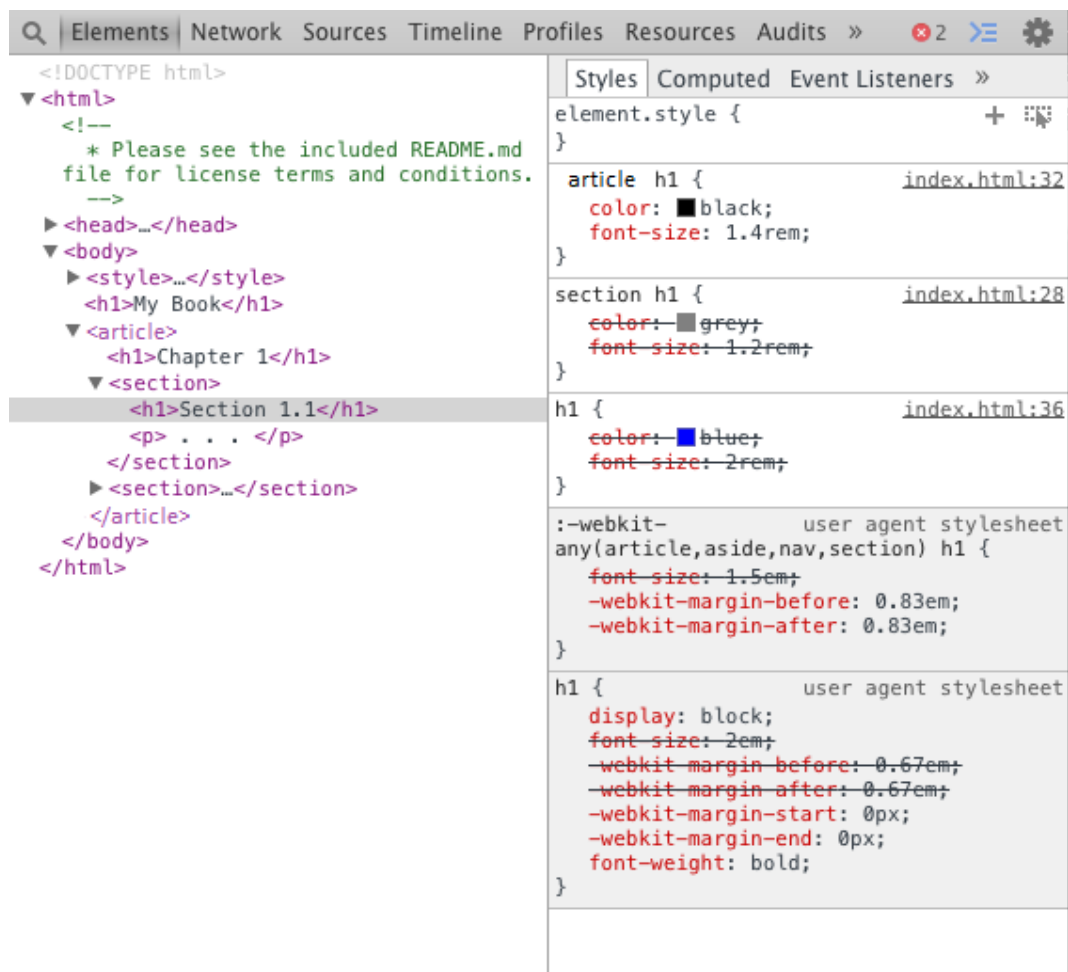 Elements Network Sources Timeline Profiles Resources Audits » 2
<!DOCTYPE html>
▼<html>
<!--
* Please see the included README.md
file for license terms and conditions.
-->
▶<head>…</head>
▼<body>
▶<style>…</style>
<h1>My Book</h1>
▼<article>
<h1>Chapter 1</h1>
▼<section>
<h1>Section 1.1</h1>
<p> . . . </p>
</section>
▶<section>…</section>
</article>
</body>
</html>
Styles Computed Event Listeners »
element.style {
}
article h1 { index.html:32
color: black;
font-size: 1.4rem;
}
section h1 { index.html:28
color: grey;
font-size: 1.2rem;
}
h1 { index.html:36
color: blue;
font-size: 2rem;
}
:-webkit- user agent stylesheet
any(article,aside,nav,section) h1 {
font-size: 1.5em;
-webkit-margin-before: 0.83em;
-webkit-margin-after: 0.83em;
}
h1 { user agent stylesheet
display: block;
font-size: 2em;
-webkit-margin-before: 0.67em;
-webkit-margin-after: 0.67em;
-webkit-margin-start: 0px;
-webkit-margin-end: 0px;
font-weight: bold;
}